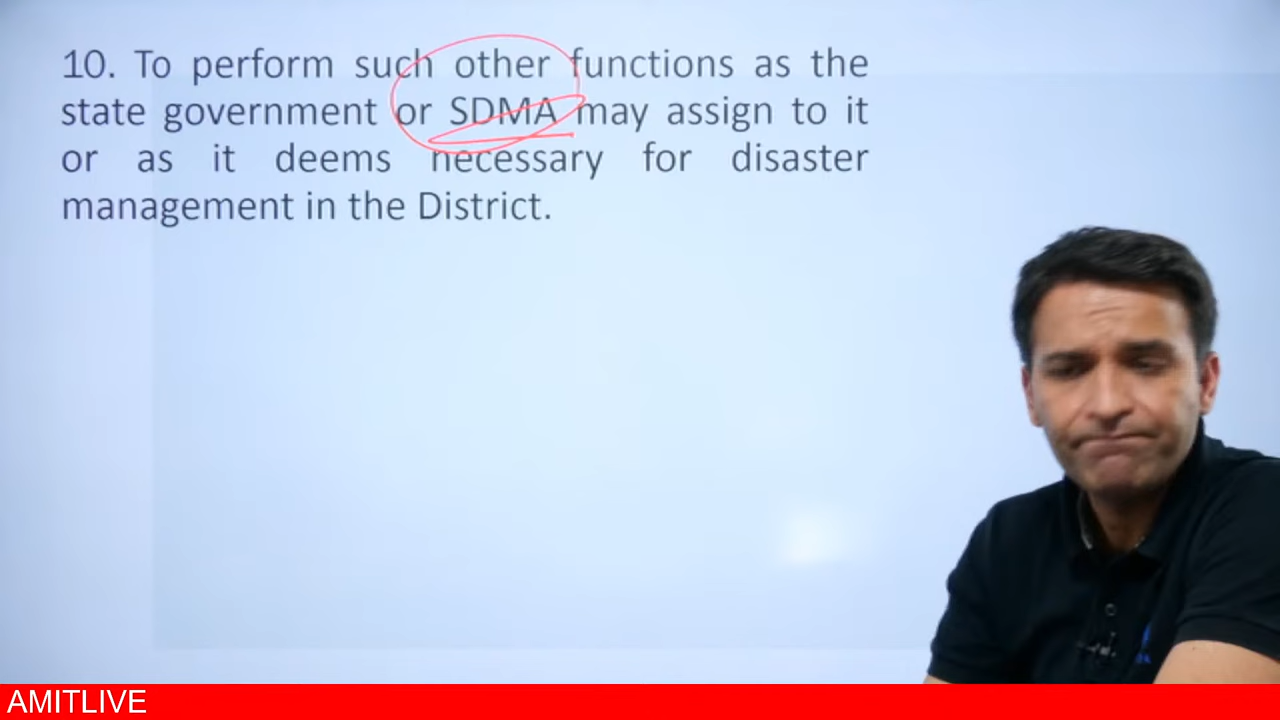 10. To perform such other functions as the
state government or SDMA may assign to it
or as it deems necessary for disaster
management in the District.
AMITLIVE